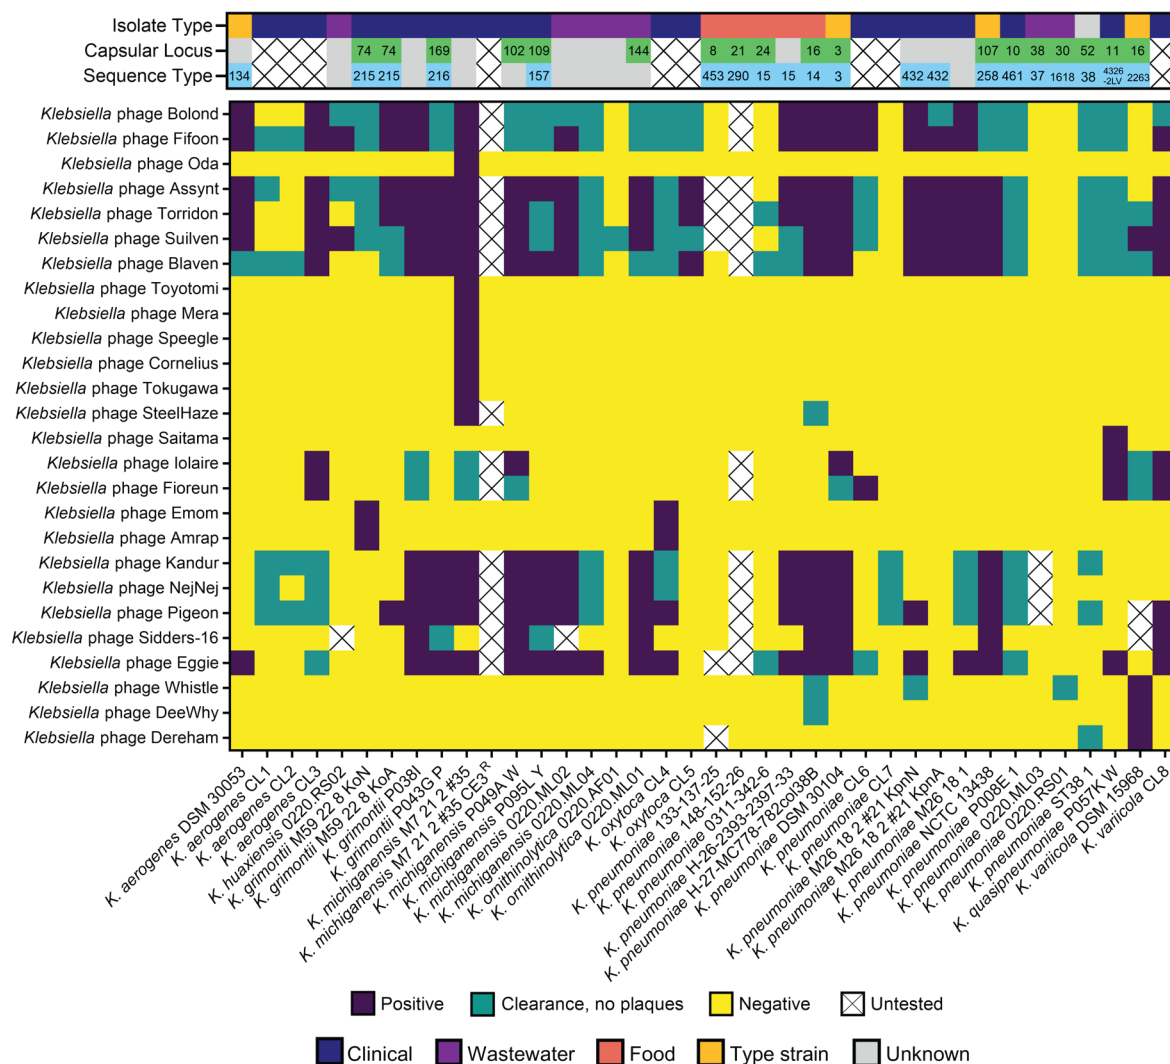 Isolate Type
Capsular Locus
74 74 169 102 109 144 8 21 24 16 3 107 10 38 30 52 11 16
Sequence Type
134 215 215 216 157 453 290 15 15 14 3 432 432 258 461 37 1618 38 4326 -2LV 2263
Klebsiella phage Bolond
Klebsiella phage Fifoon
Klebsiella phage Oda
Klebsiella phage Assynt
Klebsiella phage Torridon
Klebsiella phage Suilven
Klebsiella phage Blaven
Klebsiella phage Toyotomi
Klebsiella phage Mera
Klebsiella phage Speegle
Klebsiella phage Cornelius
Klebsiella phage Tokugawa
Klebsiella phage SteelHaze
Klebsiella phage Saitama
Klebsiella phage Iolaire
Klebsiella phage Fioreun
Klebsiella phage Emom
Klebsiella phage Amrap
Klebsiella phage Kandur
Klebsiella phage NejNej
Klebsiella phage Pigeon
Klebsiella phage Sidders-16
Klebsiella phage Eggie
Klebsiella phage Whistle
Klebsiella phage DeeWhy
Klebsiella phage Dereham
K. aerogenes DSM 30053
K. aerogenes CL1
K. aerogenes CL2
K. aerogenes CL3
K. huaxiensis 0220.RS02
K. grimontii M59 22 8 KoN
K. grimontii M59 22 8 KoA
K. grimontii P038I
K. grimontii P043G P
K. michiganensis M7 21 2 #35
K. michiganensis M7 21 2 #35 CE3R
K. michiganensis P049A W
K. michiganensis P095L Y
K. michiganensis 0220.ML02
K. michiganensis 0220.ML04
K. ornithinolytica 0220.AF01
K. ornithinolytica 0220.ML01
K. oxytoca CL4
K. oxytoca CL5
K. pneumoniae 133-137-25
K. pneumoniae 148-152-26
K. pneumoniae 0311-342-6
K. pneumoniae H-26-2393-2397-33
K. pneumoniae H-27-MC778-782col38B
K. pneumoniae DSM 30104
K. pneumoniae CL6
K. pneumoniae CL7
K. pneumoniae M26 18 2 #21 KpnN
K. pneumoniae M26 18 2 #21 KpnA
K. pneumoniae M26 18 1
K. pneumoniae NCTC 13438
K. pneumoniae P008E 1
K. pneumoniae 0220.ML03
K. pneumoniae 0220.RS01
K. pneumoniae ST38 1
K. quasipneumoniae P057K W
K. variicola DSM 15968
K. variicola CL8
Positive Clearance, no plaques Negative Untested
Clinical Wastewater Food Type strain Unknown